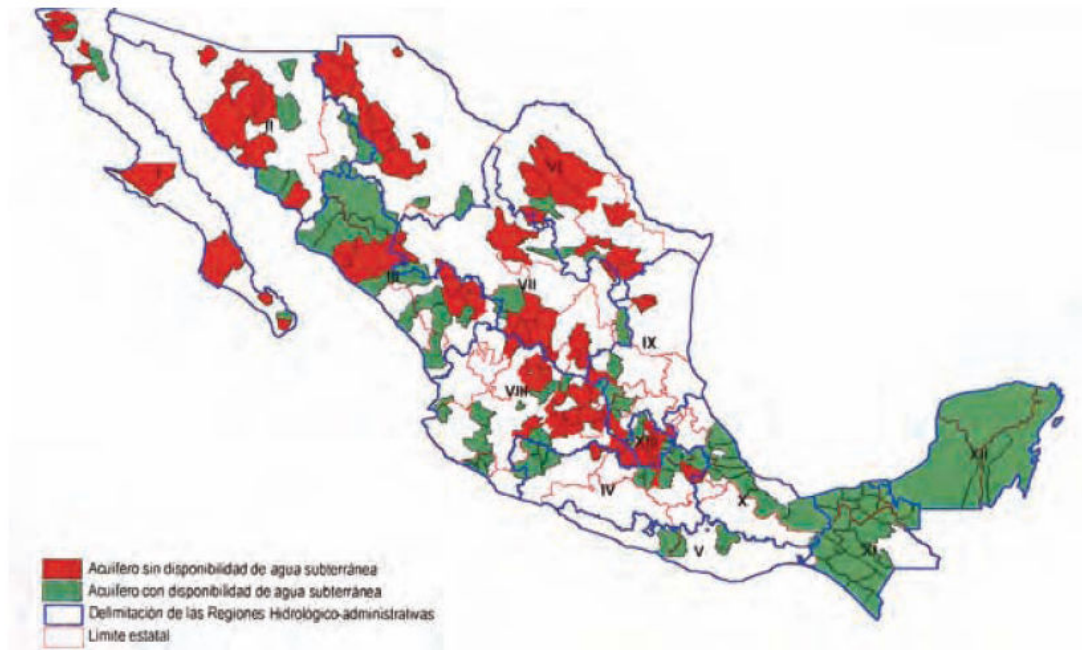 VI
I
II
III
VII
IX
VIII
XII
IV
X
XI
V
Acuífero sin disponibilidad de agua subterránea
Acuífero con disponibilidad de agua subterránea
Delimitación de las Regiones Hidrológico-administrativas
Límite estatal